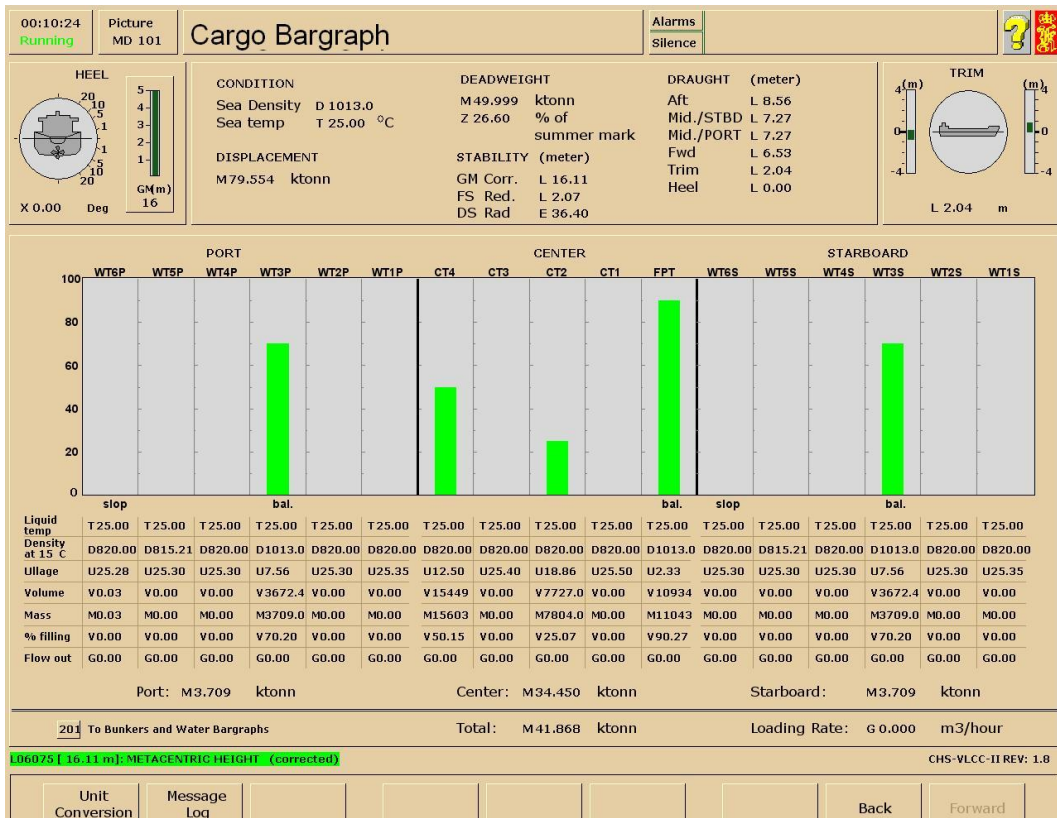 00:10:24
Running
Picture
MD 101
Cargo Bargraph
Alarms
Silence
HEEL
20
10
5
1
1
5
10
20
X 0.00 Deg
5
4
3
2
1
GM(m)
16
CONDITION
Sea Density D 1013.0
Sea temp T 25.00 °C
DISPLACEMENT
M79.554 ktonn
DEADWEIGHT
M49.999 ktonn
Z 26.60 % of
summer mark
STABILITY (meter)
GM Corr. L 16.11
FS Red. L 2.07
DS Rad E 36.40
DRAUGHT (meter)
Aft L 8.56
Mid./STBD L 7.27
Mid./PORT L 7.27
Fwd L 6.53
Trim L 2.04
Heel L 0.00
TRIM
(m) (m)
4 4
0 0
-4 -4
L 2.04 m
PORT CENTER STARBOARD
WT6P WT5P WT4P WT3P WT2P WT1P CT4 CT3 CT2 CT1 FPT WT6S WT5S WT4S WT3S WT2S WT1S
100
80
60
40
20
0
slop bal. bal. slop bal.
Liquid temp T25.00 T25.00 T25.00 T25.00 T25.00 T25.00 T25.00 T25.00 T25.00 T25.00 T25.00 T25.00 T25.00 T25.00 T25.00 T25.00 T25.00
Density at 15 C D820.00 D815.21 D820.00 D1013.0 D820.00 D820.00 D820.00 D820.00 D820.00 D820.00 D1013.0 D820.00 D815.21 D820.00 D1013.0 D820.00 D820.00
Ullage U25.28 U25.30 U25.30 U7.56 U25.30 U25.35 U12.50 U25.40 U18.86 U25.50 U2.33 U25.30 U25.30 U25.30 U7.56 U25.30 U25.35
Volume V0.03 V0.00 V0.00 V3672.4 V0.00 V0.00 V15449 V0.00 V7727.0 V0.00 V10934 V0.00 V0.00 V0.00 V3672.4 V0.00 V0.00
Mass M0.03 M0.00 M0.00 M3709.0 M0.00 M0.00 M15603 M0.00 M7804.0 M0.00 M11043 M0.00 M0.00 M0.00 M3709.0 M0.00 M0.00
% filling V0.00 V0.00 V0.00 V70.20 V0.00 V0.00 V50.15 V0.00 V25.07 V0.00 V90.27 V0.00 V0.00 V0.00 V70.20 V0.00 V0.00
Flow out G0.00 G0.00 G0.00 G0.00 G0.00 G0.00 G0.00 G0.00 G0.00 G0.00 G0.00 G0.00 G0.00 G0.00 G0.00 G0.00 G0.00
Port: M3.709 ktonn Center: M34.450 ktonn Starboard: M3.709 ktonn
201 To Bunkers and Water Bargraphs Total: M41.868 ktonn Loading Rate: G 0.000 m3/hour
L06075 [ 16.11 m]: METACENTRIC HEIGHT (corrected)
CHS-VLCC-II REV: 1.8
Unit Conversion
Message Log
Back
Forward